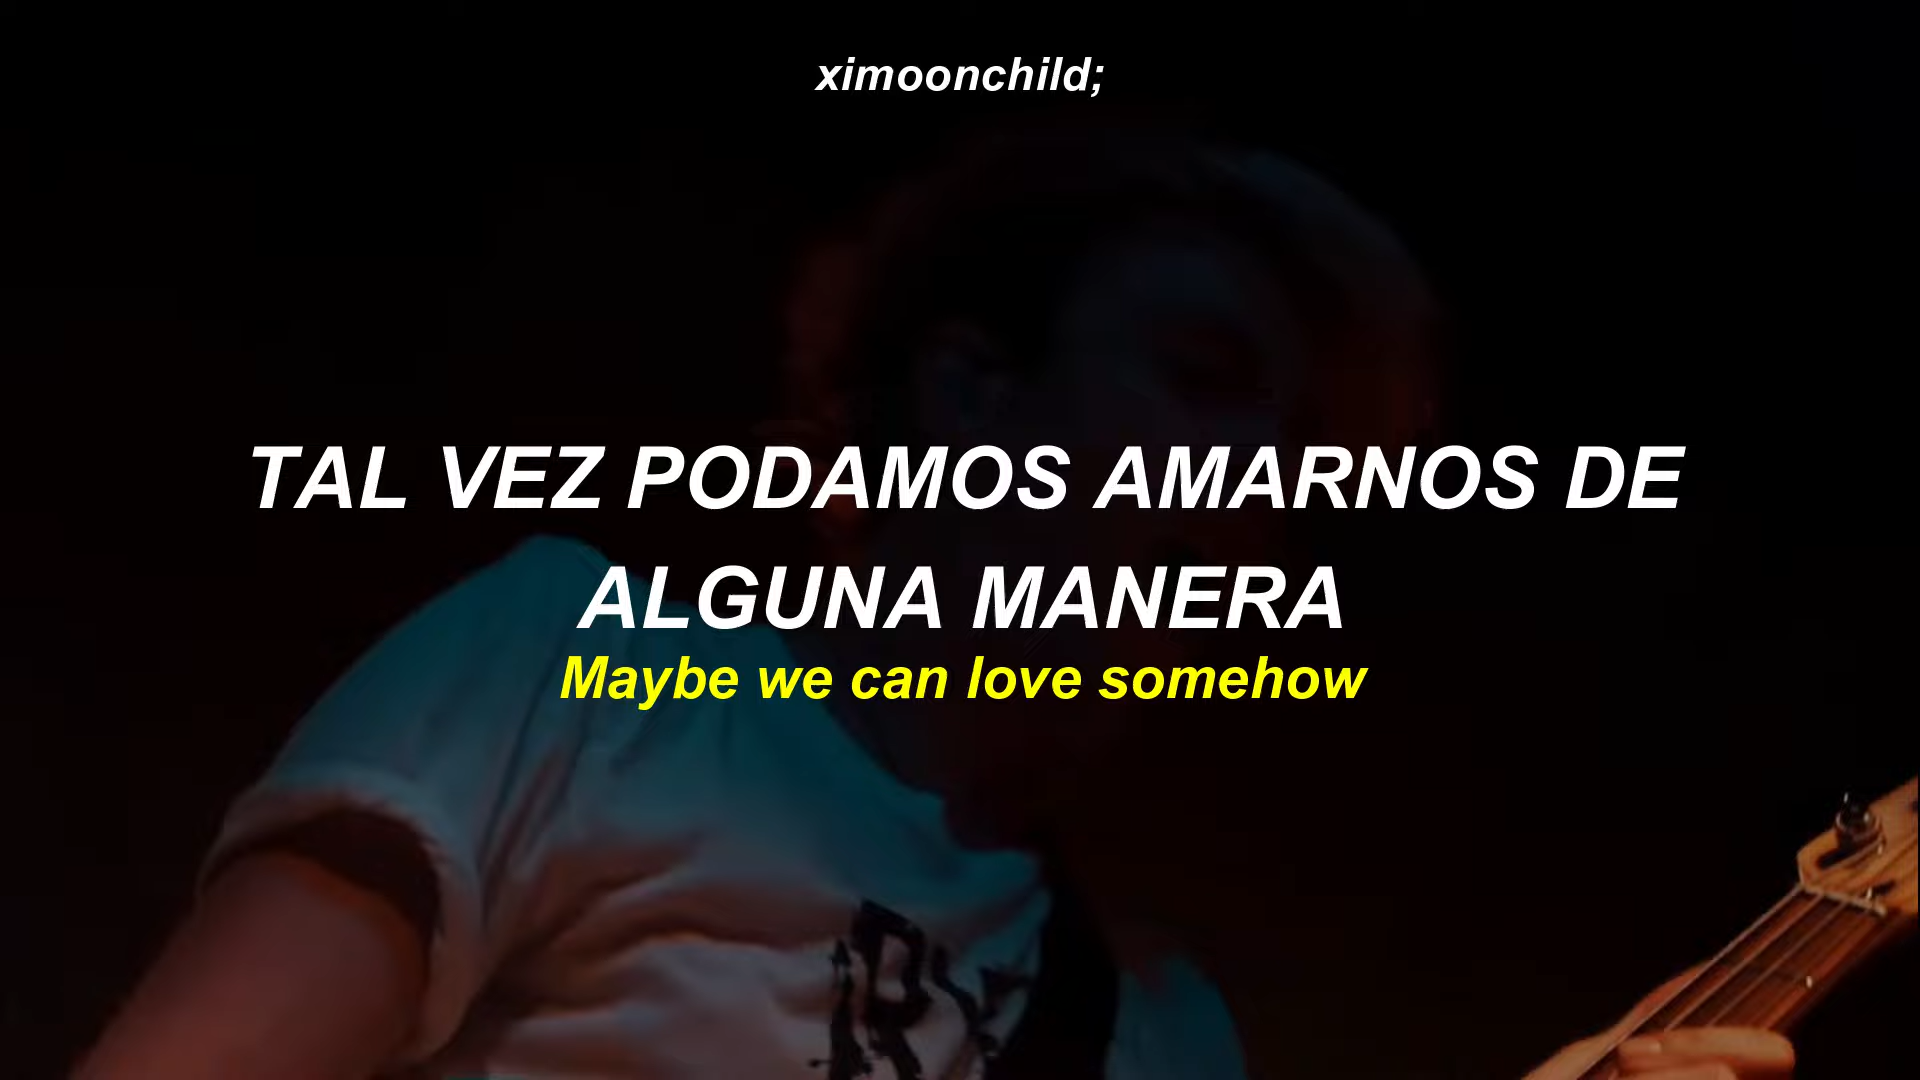 ximoonchild;
TAL VEZ PODAMOS AMARNOS DE
ALGUNA MANERA
Maybe we can love somehow